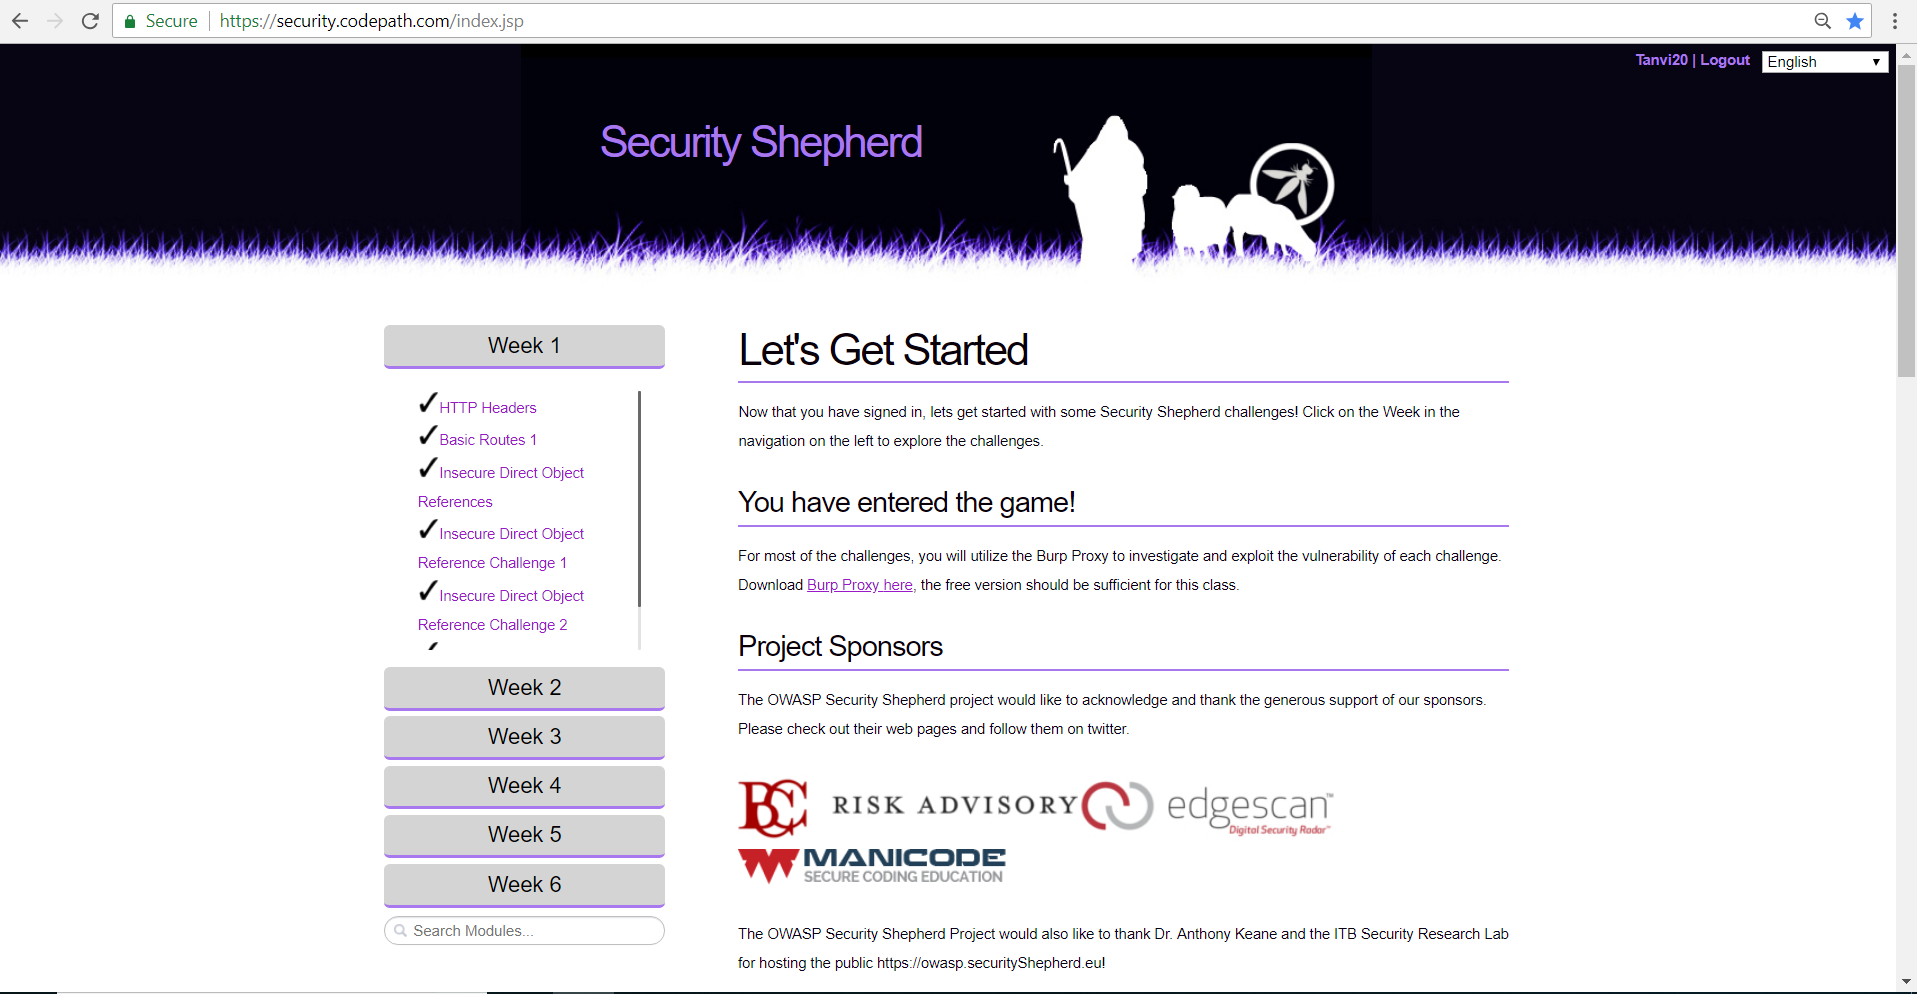 Secure
https://security.codepath.com/index.jsp
Tanvi20 | Logout
English
Security Shepherd
Week 1
HTTP Headers
Basic Routes 1
Insecure Direct Object
References
Insecure Direct Object
Reference Challenge 1
Insecure Direct Object
Reference Challenge 2
Week 2
Week 3
Week 4
Week 5
Week 6
Search Modules...
Let's Get Started
Now that you have signed in, lets get started with some Security Shepherd challenges! Click on the Week in the
navigation on the left to explore the challenges.
You have entered the game!
For most of the challenges, you will utilize the Burp Proxy to investigate and exploit the vulnerability of each challenge.
Download Burp Proxy here, the free version should be sufficient for this class.
Project Sponsors
The OWASP Security Shepherd project would like to acknowledge and thank the generous support of our sponsors.
Please check out their web pages and follow them on twitter.
BCC RISK ADVISORY
edgescan™
Digital Security Radar™
MANICODE
SECURE CODING EDUCATION
The OWASP Security Shepherd Project would also like to thank Dr. Anthony Keane and the ITB Security Research Lab
for hosting the public https://owasp.securityShepherd.eu!